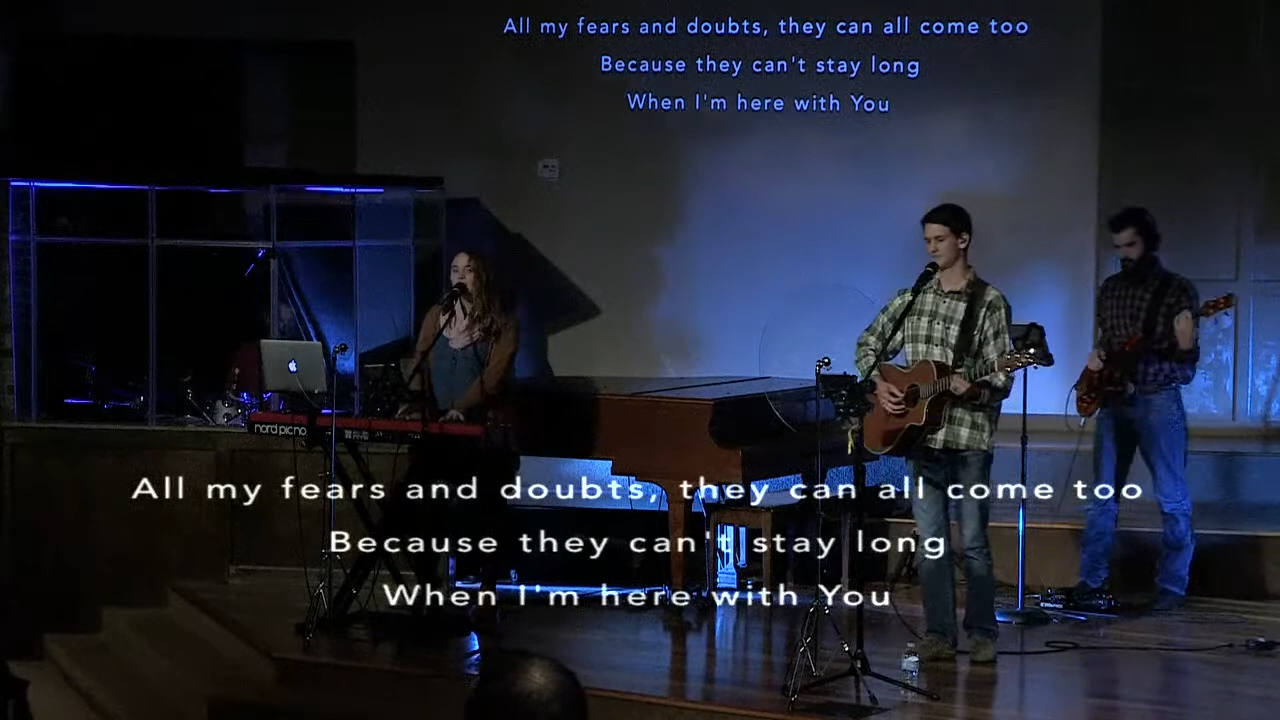 All my fears and doubts, they can all come too
Because they can't stay long
When I'm here with You
nord piano
All my fears and doubts, they can all come too
Because they can't stay long
When I'm here with You